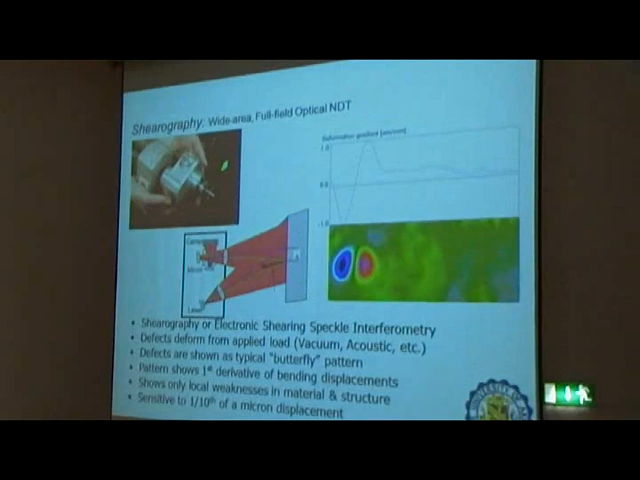 Shearography: Wide-area, Full-field Optical NDT
Deformation gradient
1.0
0.0
-1.0
Camera
Mirror
Laser
• Shearography or Electronic Shearing Speckle Interferometry
• Defects deform from applied load (Vacuum, Acoustic, etc.)
• Defects are shown as typical "butterfly" pattern
• Pattern shows 1st derivative of bending displacements
• Shows only local weaknesses in material & structure
• Sensitive to 1/10th of a micron displacement
UNIVERSITY OF